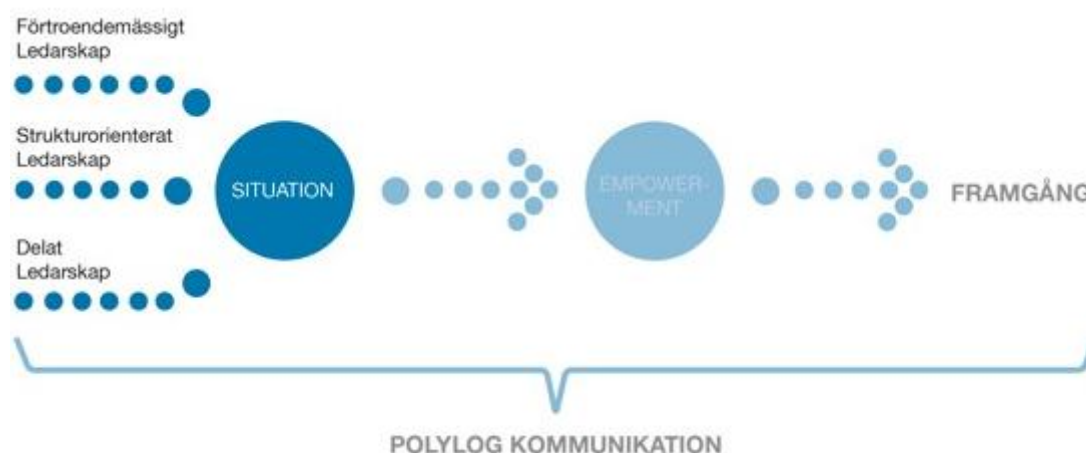 Förtroendemässigt
Ledarskap
Strukturorienterat
Ledarskap
SITUATION
EMPOWER-
MENT
FRAMGÅNG
Delat
Ledarskap
POLYLOG KOMMUNIKATION